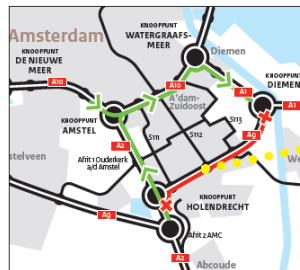 Amsterdam
KNOOPPUNT
DE NIEUWE
MEER
KNOOPPUNT
WATERGRAAFS-
MEER
Diemen
KNOOPPUNT
DIEMEN
A10
A10
A1
A1
A'dam-
Zuidoost
KNOOPPUNT
AMSTEL
S111
S112
S113
A9
A2
stelveen
Afrit 1 Ouderkerk
a/d Amstel
We
KNOOPPUNT
HOLENDRECHT
A9
Afrit 2 AMC
A2
Abcoude